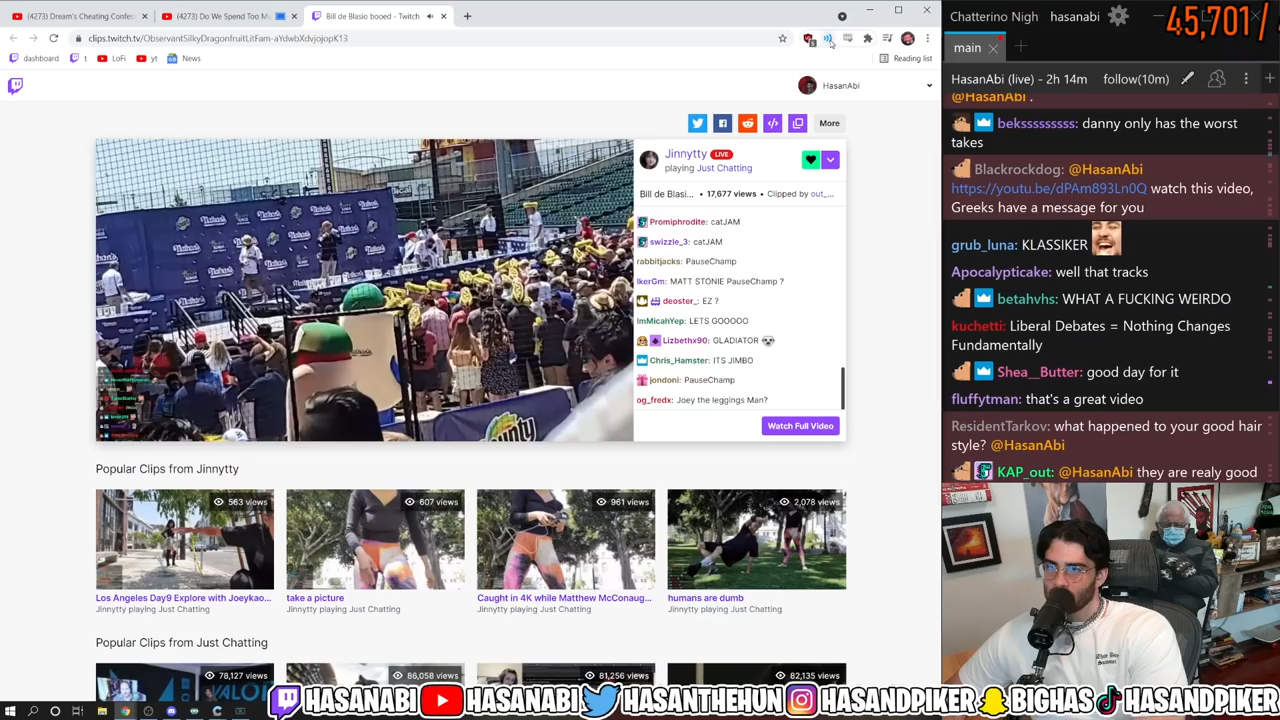 (4273) Dream's Cheating Confes
(4273) Do We Spend Too M
Bill de Blasio booed - Twitch
clips.twitch.tv/ObservantSilkyDragonfruitLitFam-aYdwbXdvjojopK13
dashboard
t
LoFi
yt
News
Reading list
HasanAbi
More
Jinnytty LIVE
playing Just Chatting
Bill de Blasi... • 17,677 views • Clipped by out_...
Promiphrodite: catJAM
swizzle_3: catJAM
rabbitjacks: PauseChamp
lkerGm: MATT STONIE PauseChamp ?
deoster_: EZ ?
ImMicahYep: LETS GOOOOO
Lizbethx90: GLADIATOR
Chris_Hamster: ITS JIMBO
jondoni: PauseChamp
og_fredx: Joey the leggings Man?
Watch Full Video
Nathan's
Popular Clips from Jinnytty
563 views
607 views
961 views
2,078 views
Los Angeles Day9 Explore with Joeykao...
take a picture
Caught in 4K while Matthew McConaug...
humans are dumb
Jinnytty playing Just Chatting
Jinnytty playing Just Chatting
Jinnytty playing Just Chatting
Jinnytty playing Just Chatting
Popular Clips from Just Chatting
78,127 views
86,058 views
81,256 views
82,135 views
Chatterino Nigh
hasanabi
45,701/
main
HasanAbi (live) - 2h 14m
follow(10m)
@HasanAbi .
beksssssssss: danny only has the worst
takes
Blackrockdog: @HasanAbi
https://youtu.be/dPAm893Ln0Q watch this video,
Greeks have a message for you
grub_luna: KLASSIKER
Apocalypticake: well that tracks
betahvhs: WHAT A FUCKING WEIRDO
kuchetti: Liberal Debates = Nothing Changes
Fundamentally
Shea__Butter: good day for it
fluffytman: that's a great video
ResidentTarkov: what happened to your good hair
style? @HasanAbi
KAP_out: @HasanAbi they are realy good
HASANABI
HASANABI
HASANTHEHUN
HASANDPIKER
BIGHAS
HASANDPIKER